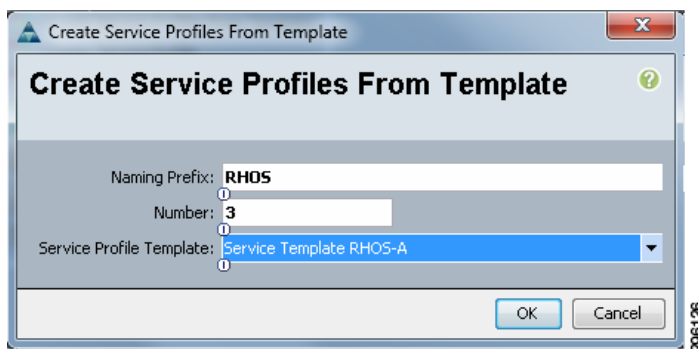 Create Service Profiles From Template
Create Service Profiles From Template
Naming Prefix: RHOS
Number: 3
Service Profile Template: Service Template RHOS-A
OK Cancel